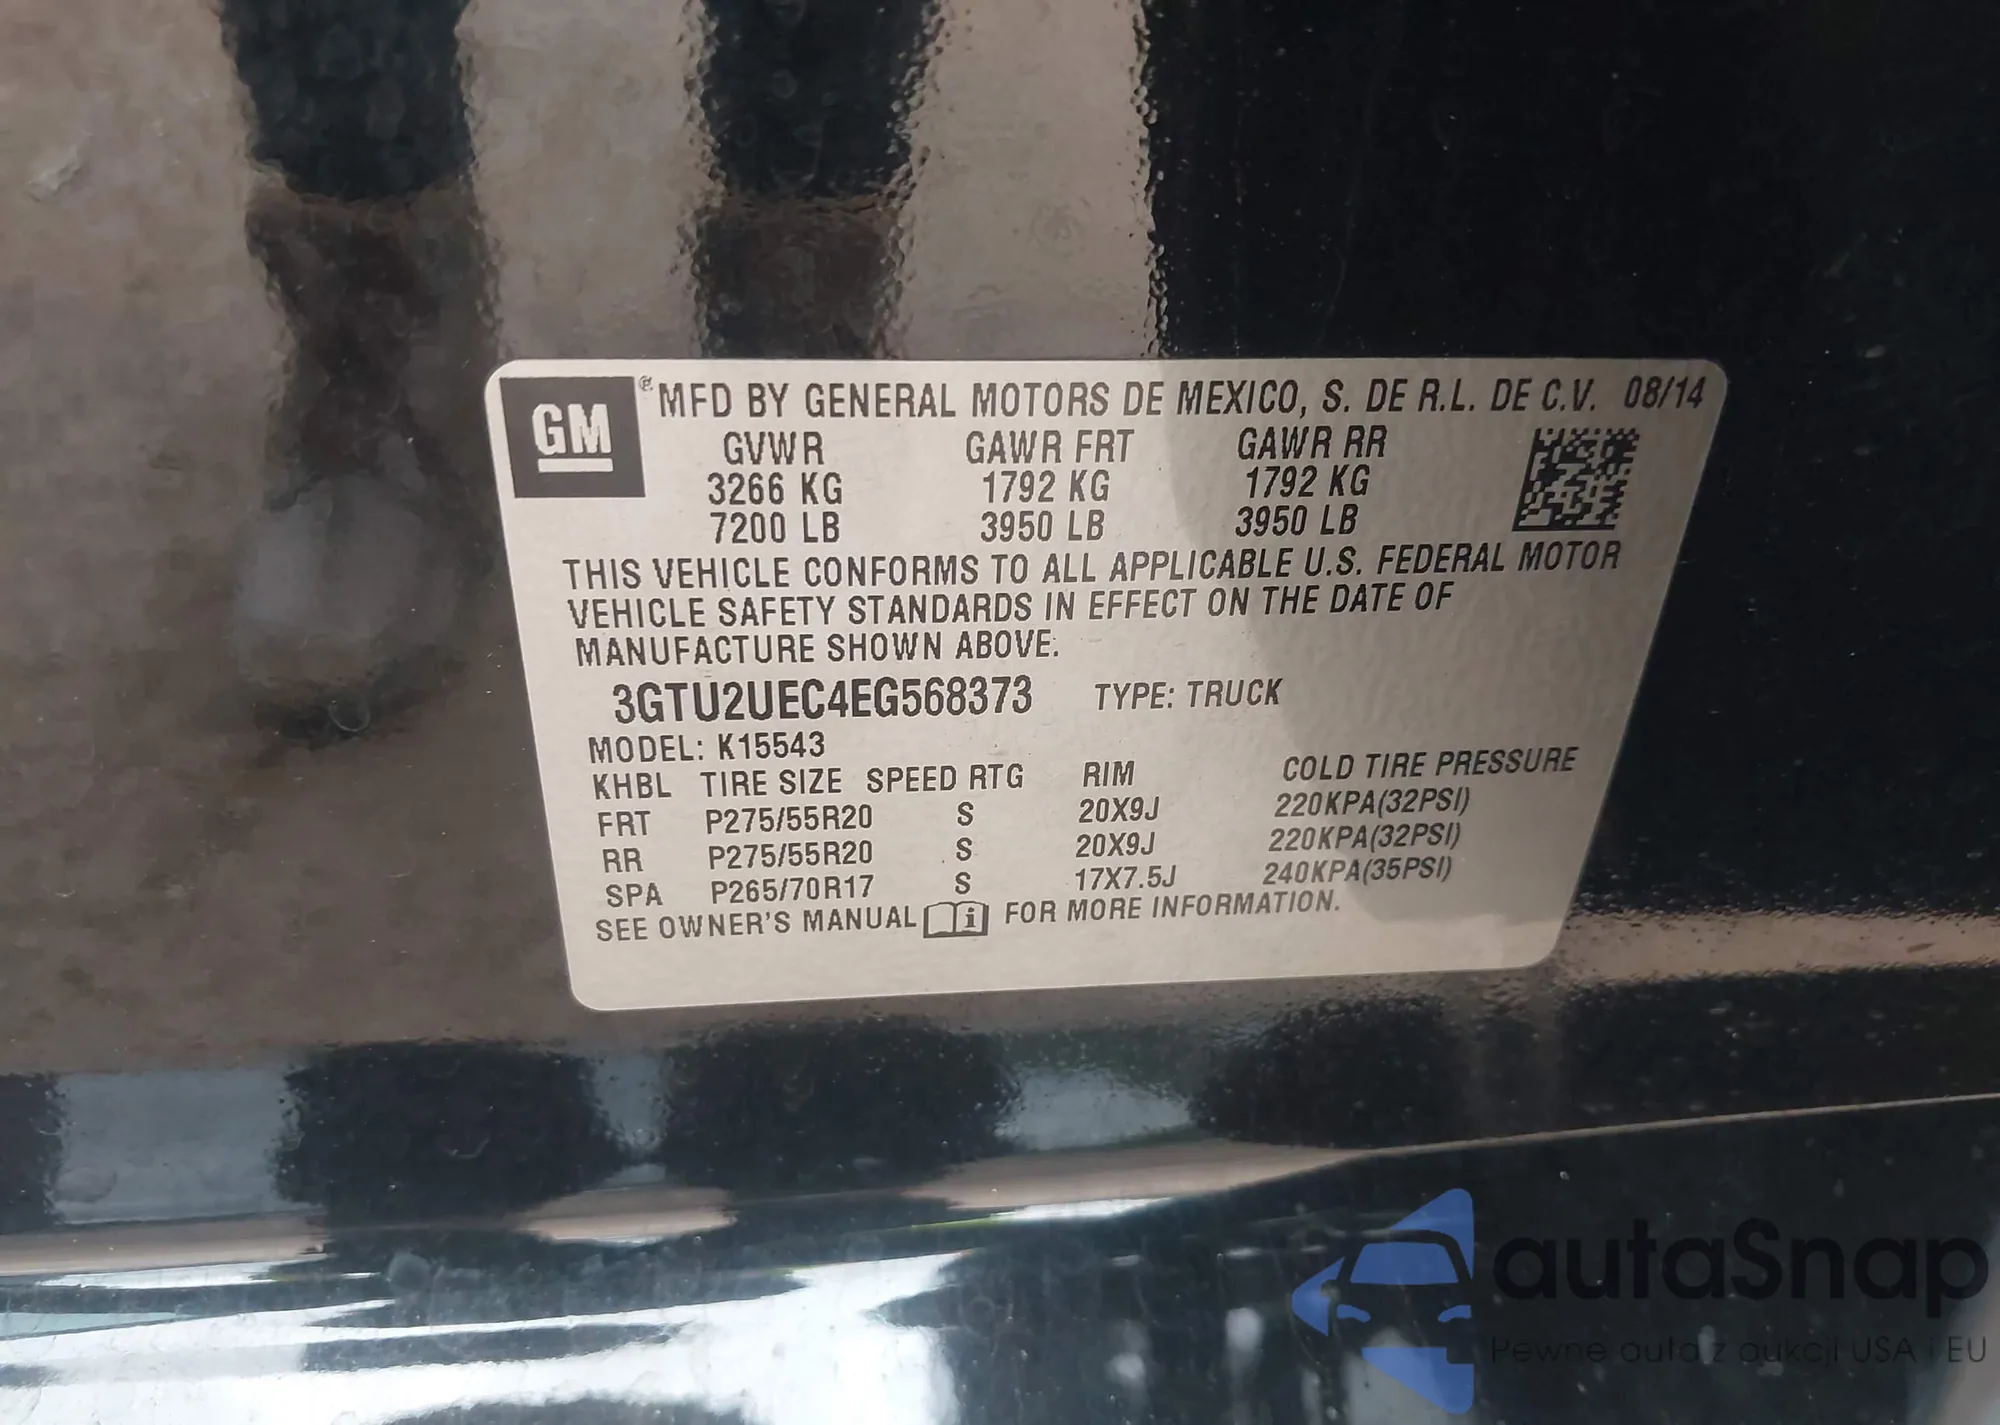 GM ® MFD BY GENERAL MOTORS DE MEXICO, S. DE R.L. DE C.V. 08/14
GVWR GAWR FRT GAWR RR
3266 KG 1792 KG 1792 KG
7200 LB 3950 LB 3950 LB
THIS VEHICLE CONFORMS TO ALL APPLICABLE U.S. FEDERAL MOTOR
VEHICLE SAFETY STANDARDS IN EFFECT ON THE DATE OF
MANUFACTURE SHOWN ABOVE.
3GTU2UEC4EG568373 TYPE: TRUCK
MODEL: K15543
KHBL TIRE SIZE SPEED RTG RIM COLD TIRE PRESSURE
FRT P275/55R20 S 20X9J 220KPA(32PSI)
RR P275/55R20 S 20X9J 220KPA(32PSI)
SPA P265/70R17 S 17X7.5J 240KPA(35PSI)
SEE OWNER'S MANUAL i FOR MORE INFORMATION.
autaSnap
Pewne auta z aukcji USA i EU